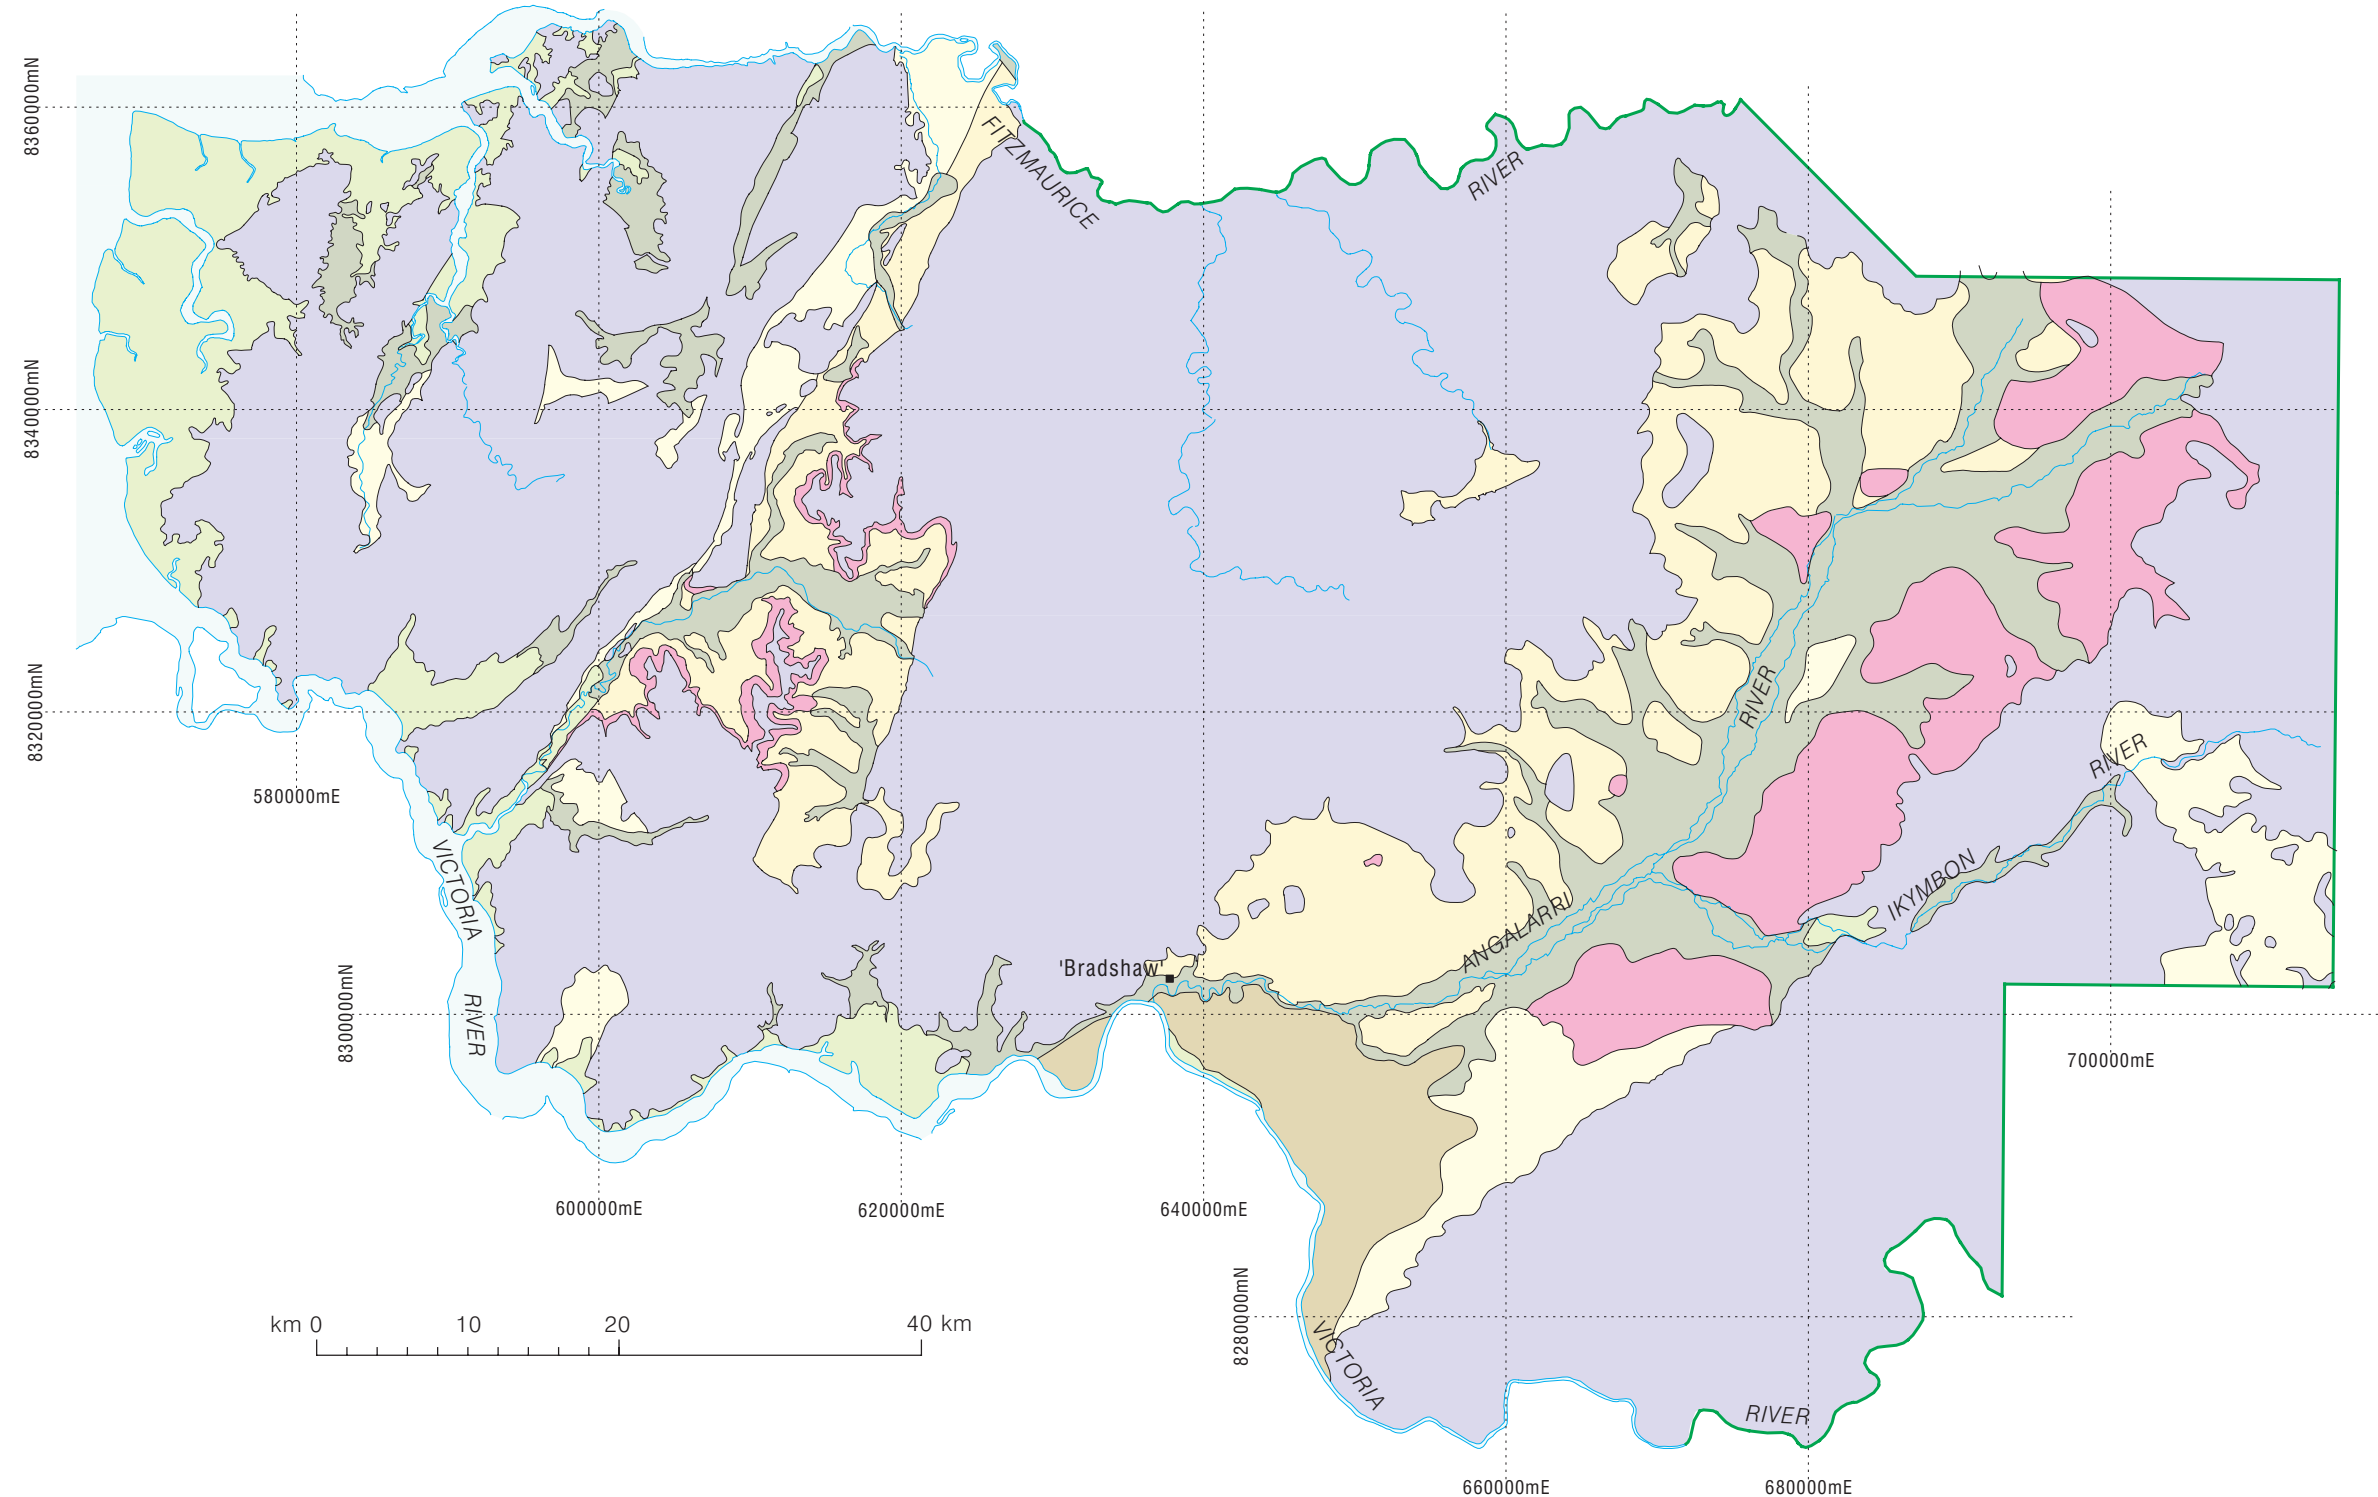 8360000mN
FITZMAURICE
RIVER
8340000mN
8320000mN
RIVER
RIVER
580000mE
VICTORIA
IKYMBON
ANGALARRI
'Bradshaw'
RIVER
8300000mN
700000mE
600000mE
620000mE
640000mE
8280000mN
km 0 10 20 40 km
VICTORIA
RIVER
660000mE
680000mE